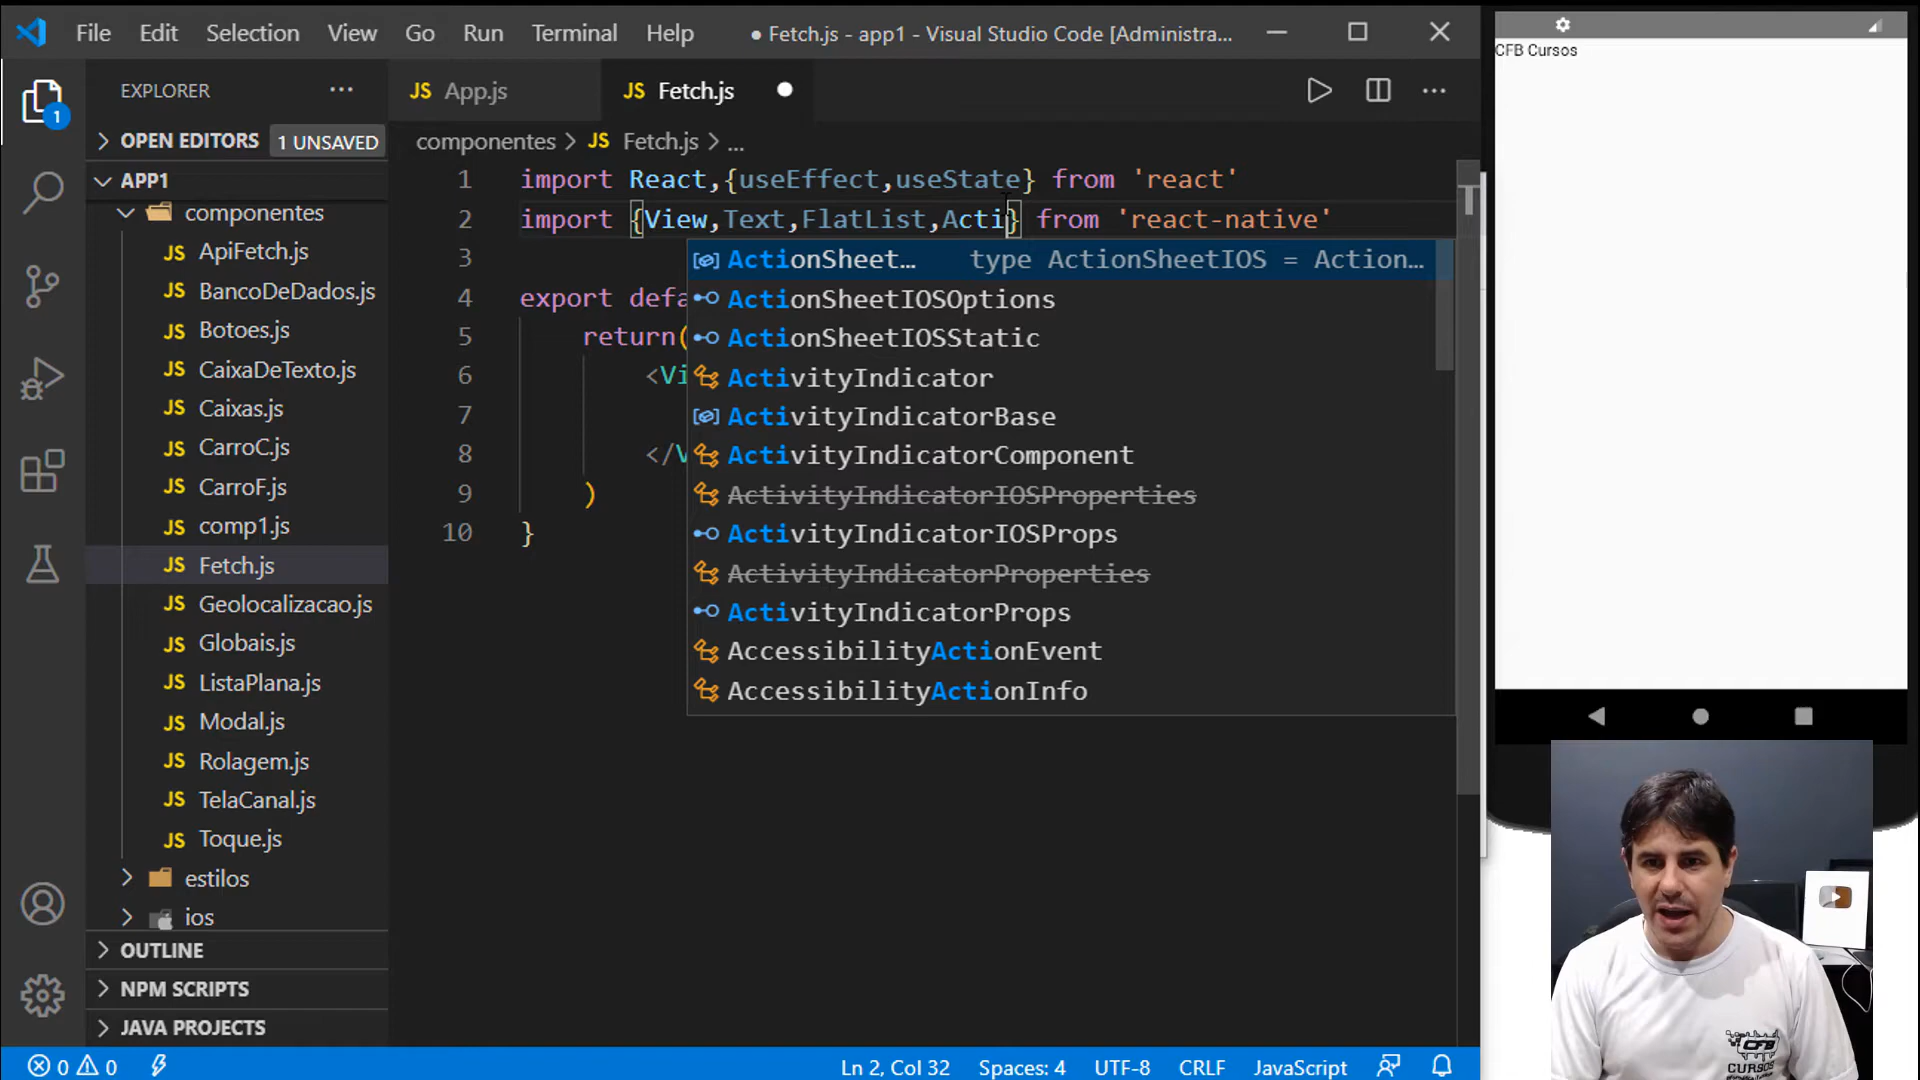 File Edit Selection View Go Run Terminal Help ● Fetch.js - app1 - Visual Studio Code [Administra...
CFB Cursos
EXPLORER
JS App.js
JS Fetch.js
OPEN EDITORS 1 UNSAVED
componentes > JS Fetch.js > ...
APP1
componentes
JS ApiFetch.js
JS BancoDeDados.js
JS Botoes.js
JS CaixaDeTexto.js
JS Caixas.js
JS CarroC.js
JS CarroF.js
JS comp1.js
JS Fetch.js
JS Geolocalizacao.js
JS Globais.js
JS ListaPlana.js
JS Modal.js
JS Rolagem.js
JS TelaCanal.js
JS Toque.js
estilos
ios
OUTLINE
NPM SCRIPTS
JAVA PROJECTS
1
1 import React,{useEffect,useState} from 'react'
2 import {View,Text,FlatList,Acti} from 'react-native'
3
4 export defa
5 return(
6 <Vi
7
8 </V
9 )
10 }
ActionSheet... type ActionSheetIOS = Action...
ActionSheetIOSOptions
ActionSheetIOSStatic
ActivityIndicator
ActivityIndicatorBase
ActivityIndicatorComponent
ActivityIndicatorIOSProperties
ActivityIndicatorIOSProps
ActivityIndicatorProperties
ActivityIndicatorProps
AccessibilityActionEvent
AccessibilityActionInfo
CFB
CURSOS
0 0 Ln 2, Col 32 Spaces: 4 UTF-8 CRLF JavaScript